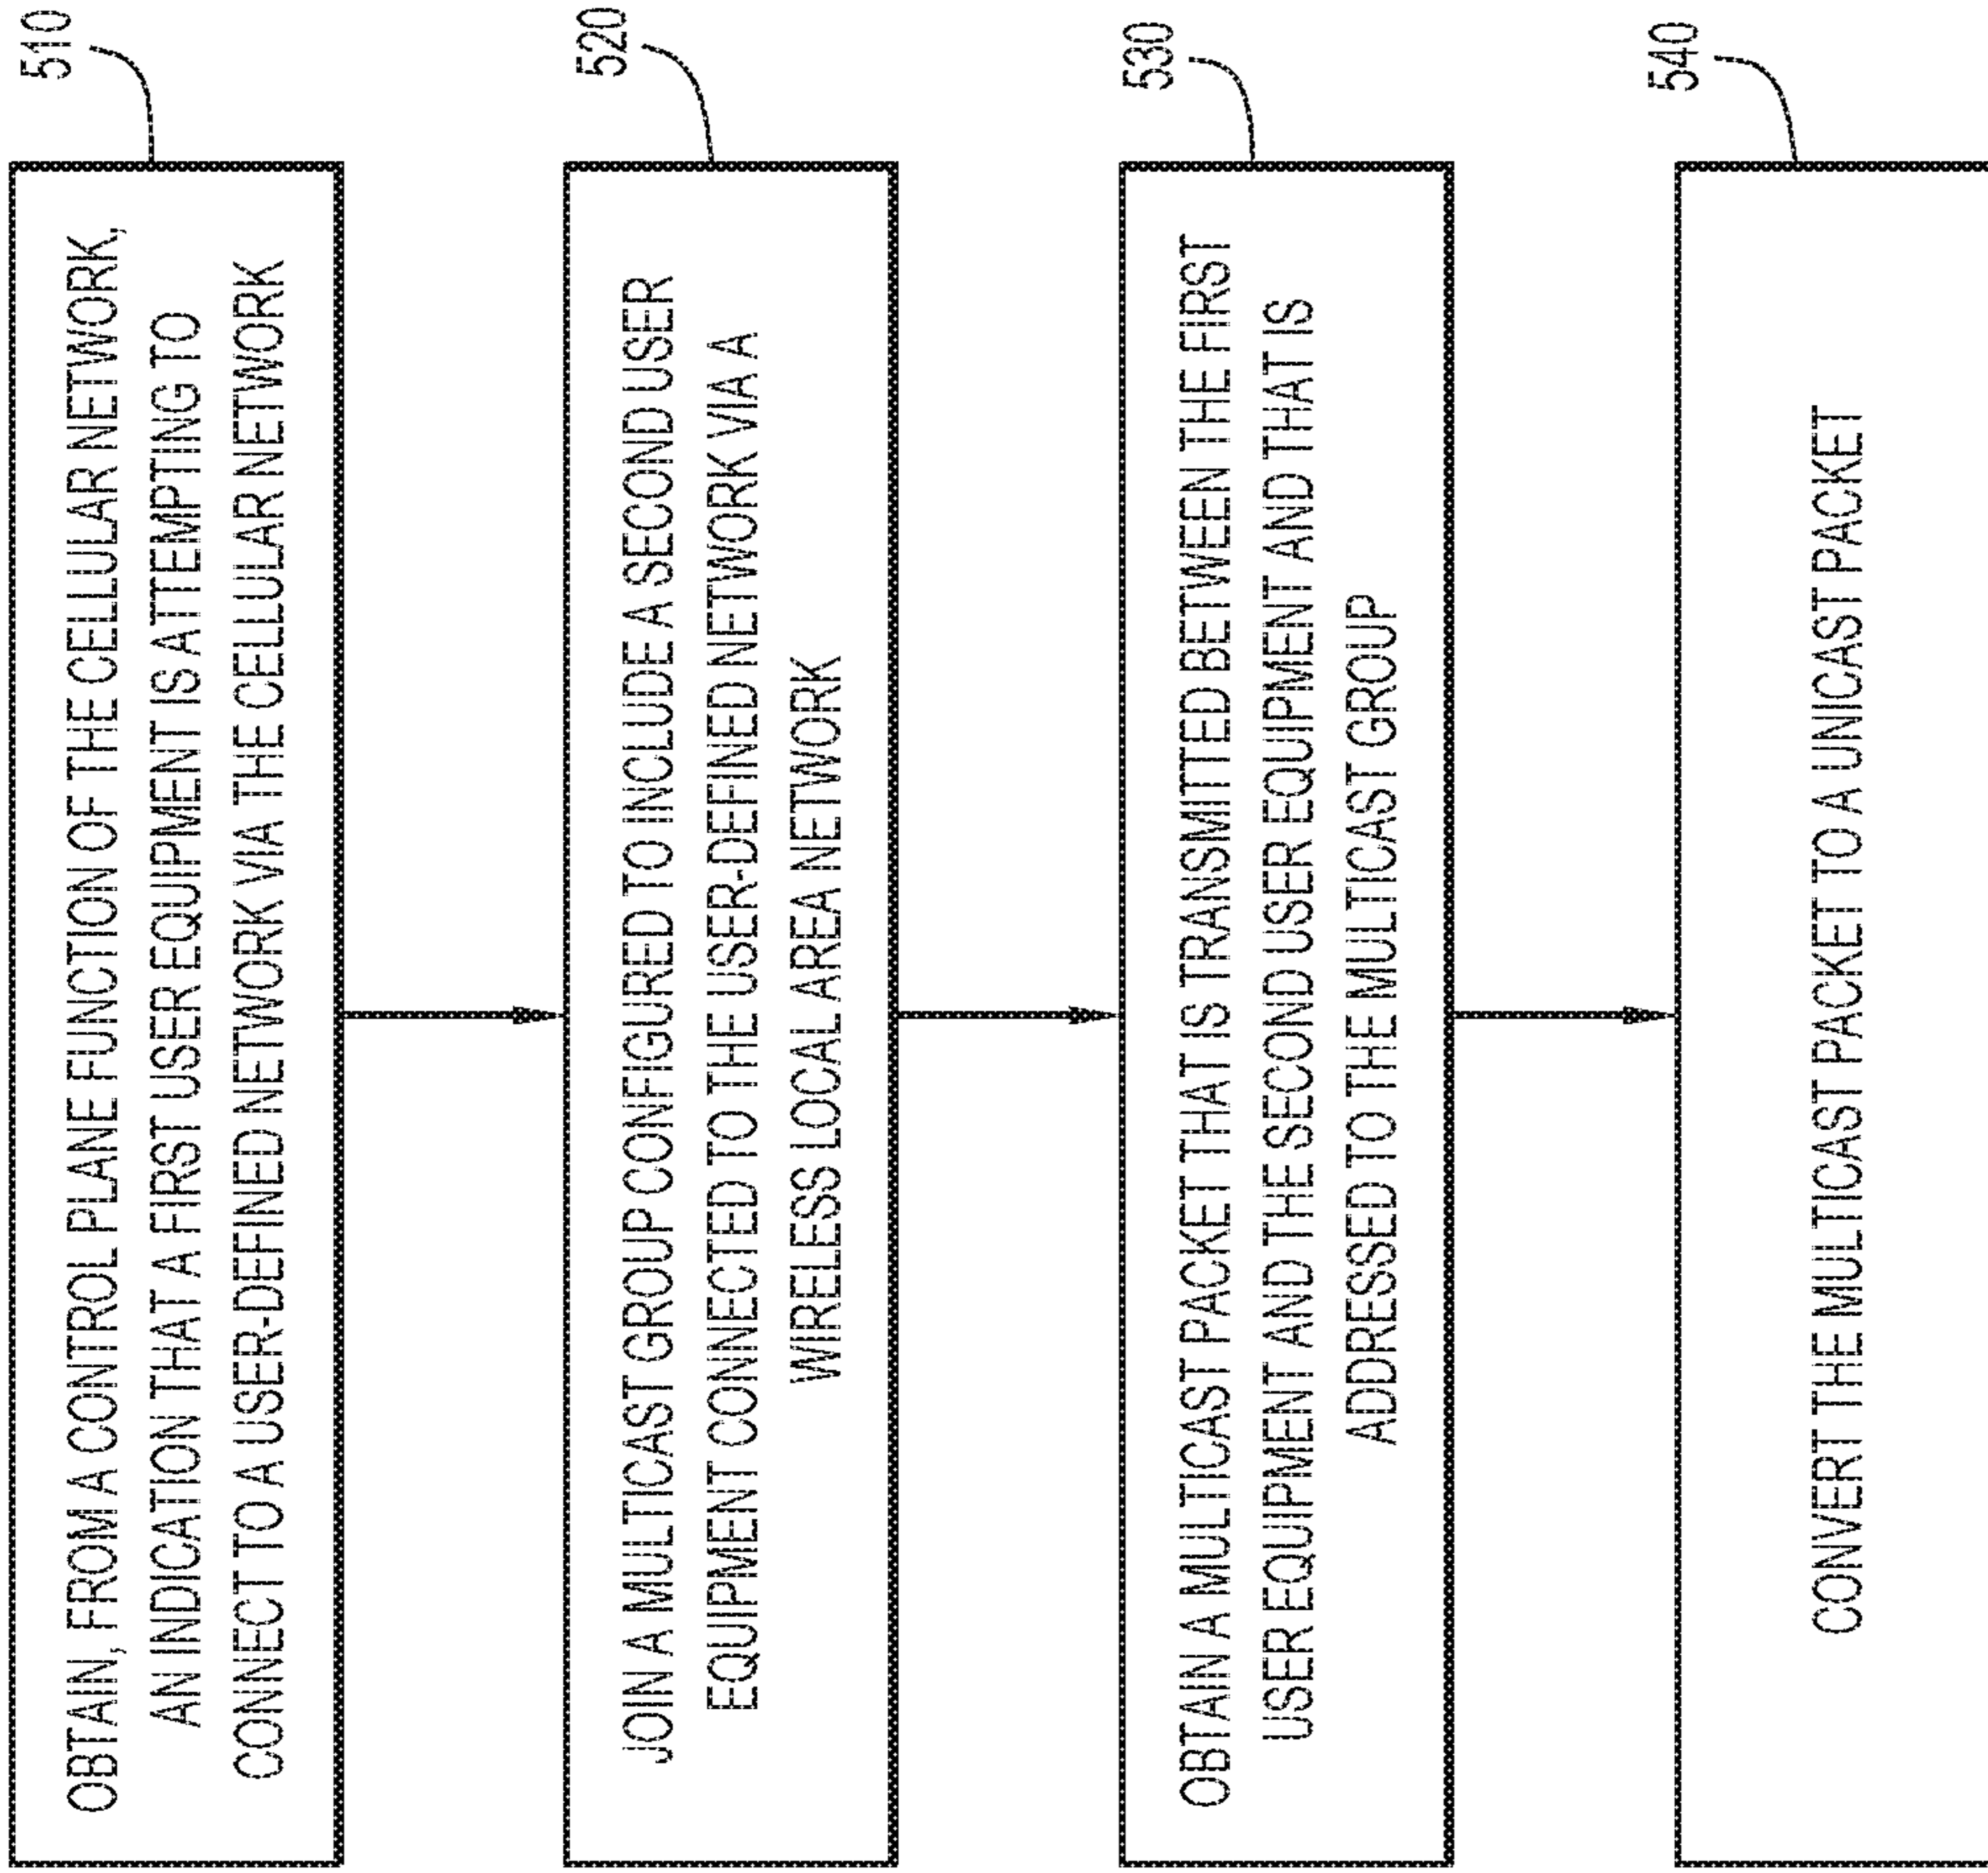 510
OBTAIN, FROM A CONTROL PLANE FUNCTION OF THE CELLULAR NETWORK,
AN INDICATION THAT A FIRST USER EQUIPMENT IS ATTEMPTING TO
CONNECT TO A USER-DEFINED NETWORK VIA THE CELLULAR NETWORK
520
JOIN A MULTICAST GROUP CONFIGURED TO INCLUDE A SECOND USER
EQUIPMENT CONNECTED TO THE USER-DEFINED NETWORK VIA A
WIRELESS LOCAL AREA NETWORK
530
OBTAIN A MULTICAST PACKET THAT IS TRANSMITTED BETWEEN THE FIRST
USER EQUIPMENT AND THE SECOND USER EQUIPMENT AND THAT IS
ADDRESSED TO THE MULTICAST GROUP
540
CONVERT THE MULTICAST PACKET TO A UNICAST PACKET